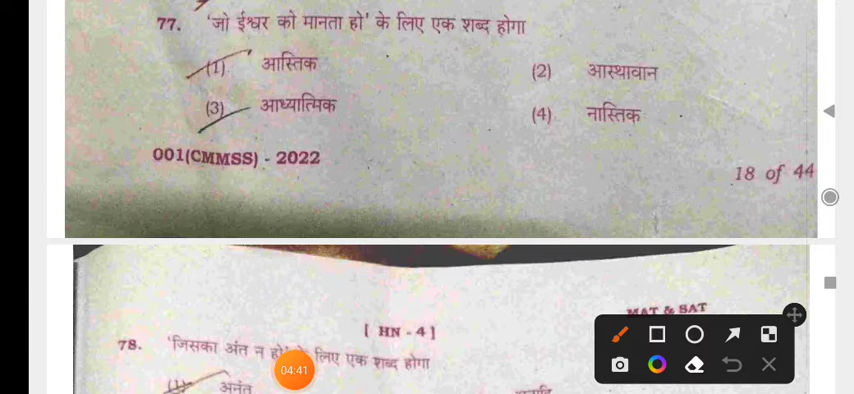 77. 'जो ईश्वर को मानता हो' के लिए एक शब्द होगा
(1) आस्तिक (2) आस्थावान
(3) आध्यात्मिक (4) नास्तिक
001(CMMSS) - 2022
18 of 44
[ HN - 4 ] MAT & SAT
78. 'जिसका अंत न हो' लिए एक शब्द होगा
04:41
(1) अनंत